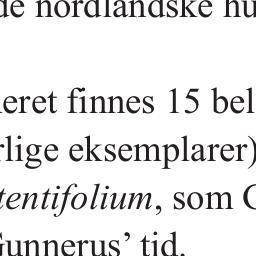 de nordlandske hu
eret finnes 15 bel
rlige eksemplarer)
tentifolium, som G
Gunnerus’ tid.